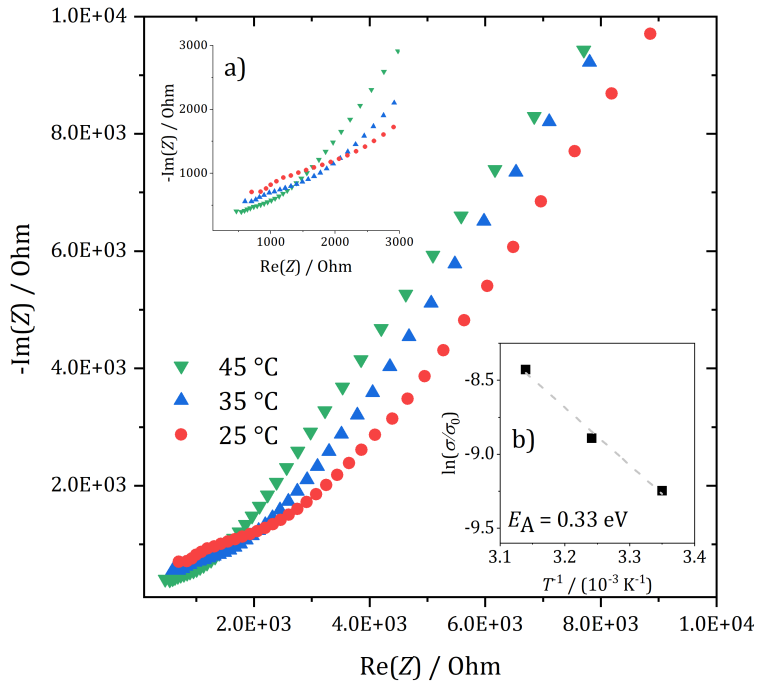 1.0E+04
8.0E+03
6.0E+03
4.0E+03
2.0E+03
-Im(Z) / Ohm
2.0E+03 4.0E+03 6.0E+03 8.0E+03 1.0E+04
Re(Z) / Ohm
45 °C
35 °C
25 °C
a)
3000
2000
1000
-Im(Z) / Ohm
1000 2000 3000
Re(Z) / Ohm
b)
-8.5
-9.0
-9.5
ln(σ/σ₀)
E_A = 0.33 eV
3.1 3.2 3.3 3.4
T⁻¹ / (10⁻³ K⁻¹)